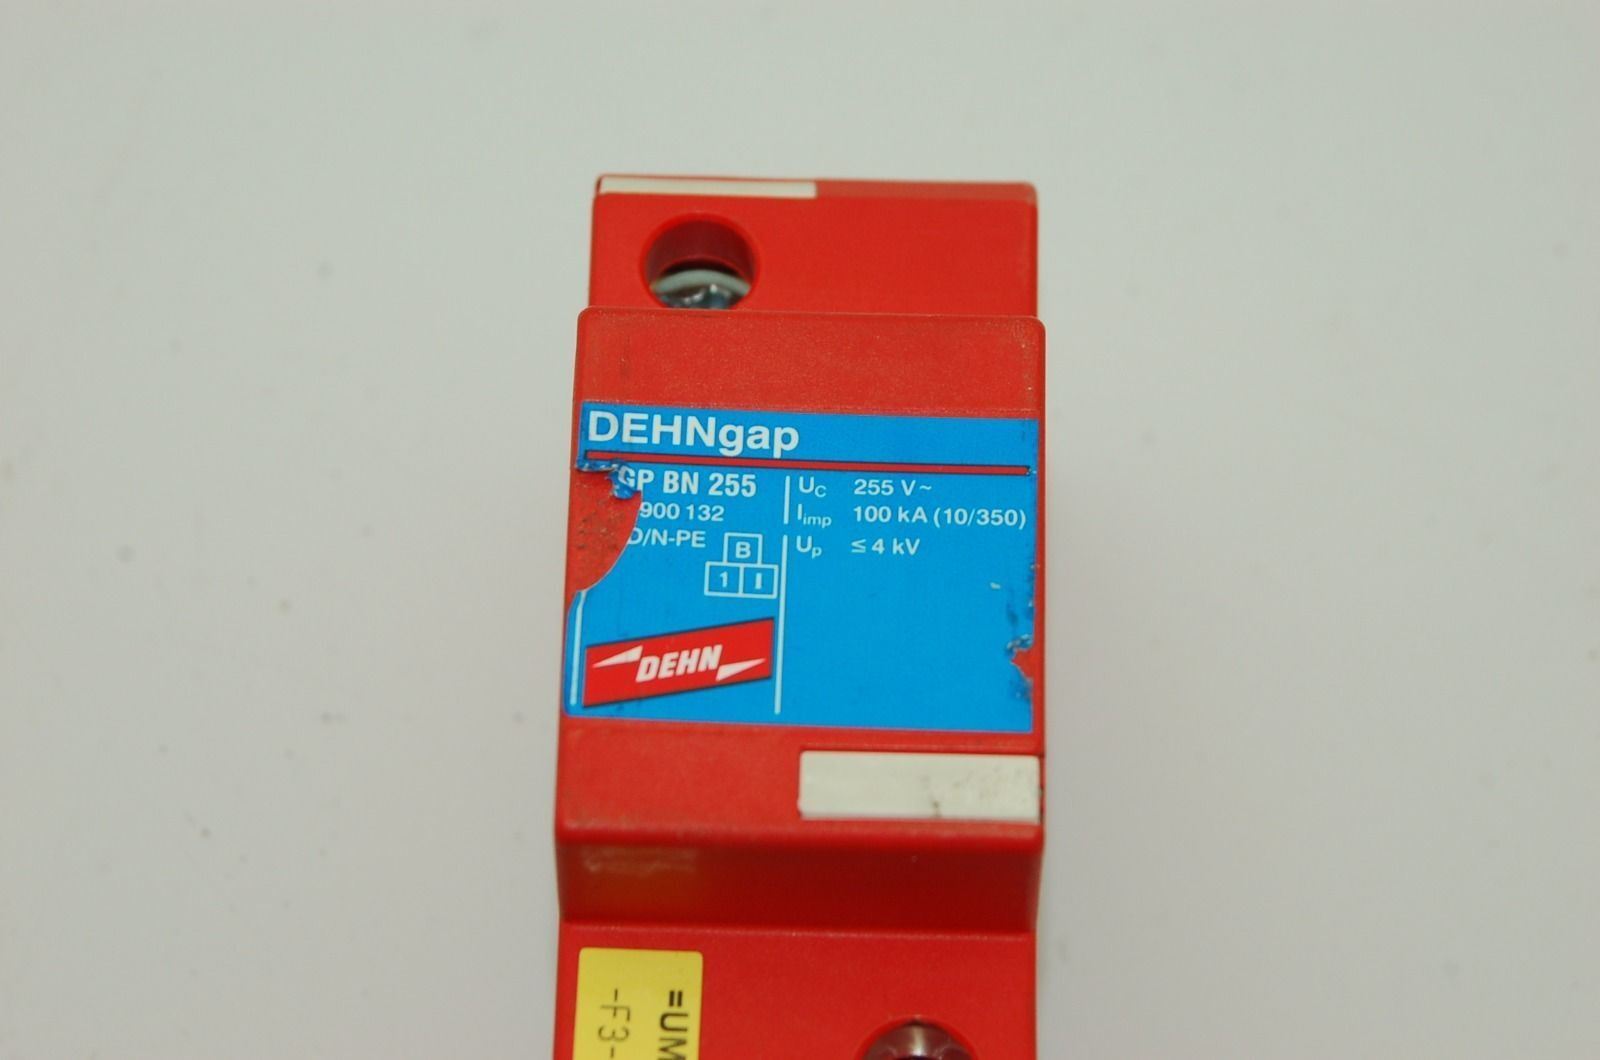 DEHNgap
GP BN 255
900 132
/N-PE
B
1 I
UC 255 V~
Iimp 100 kA (10/350)
Up ≤ 4 kV
DEHN
=UM
-F3-